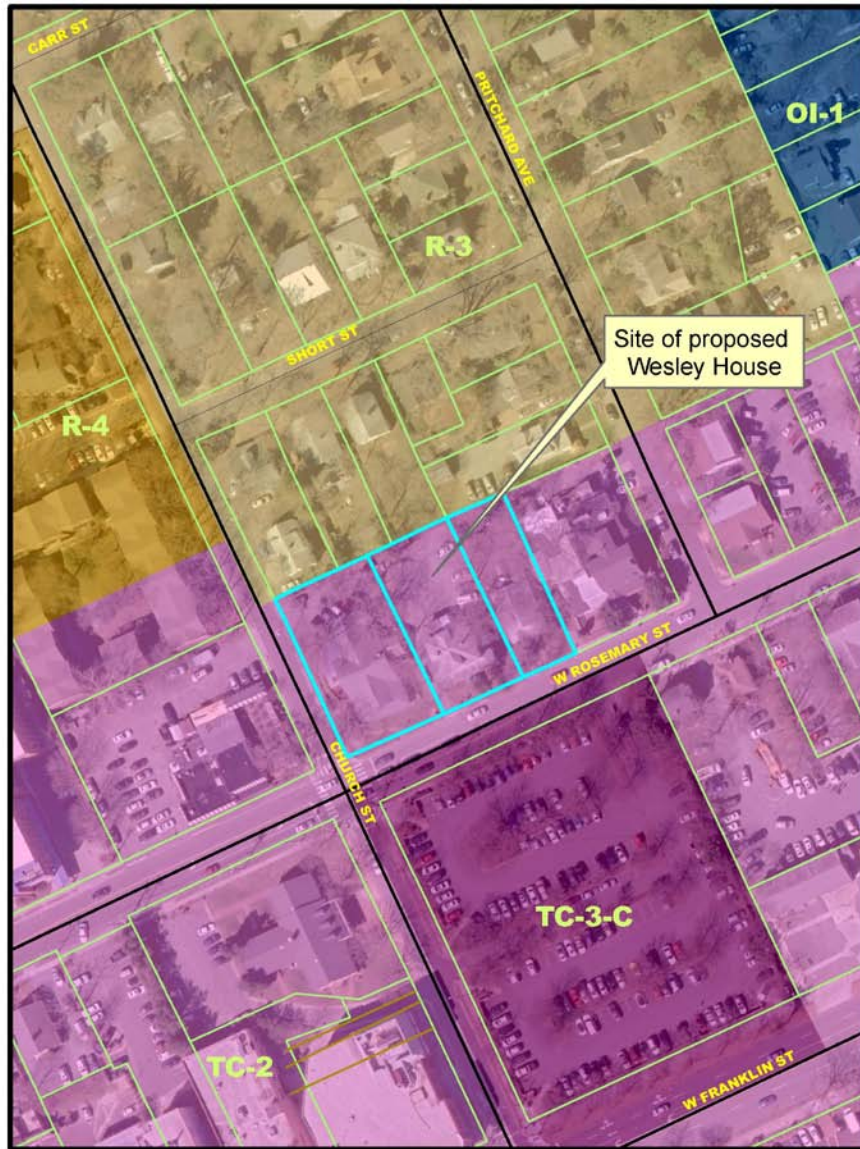 CARR ST
PRITCHARD AVE
OI-1
R-3
SHORT ST
Site of proposed
Wesley House
R-4
W ROSEMARY ST
CHURCH ST
TC-3-C
TC-2
W FRANKLIN ST